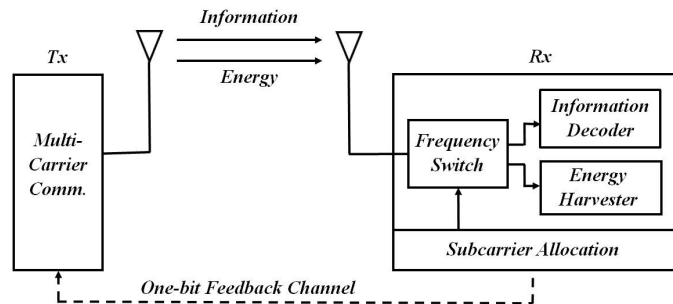 Information
Energy
Tx
Rx
Multi-
Carrier
Comm.
Frequency
Switch
Information
Decoder
Energy
Harvester
Subcarrier Allocation
One-bit Feedback Channel